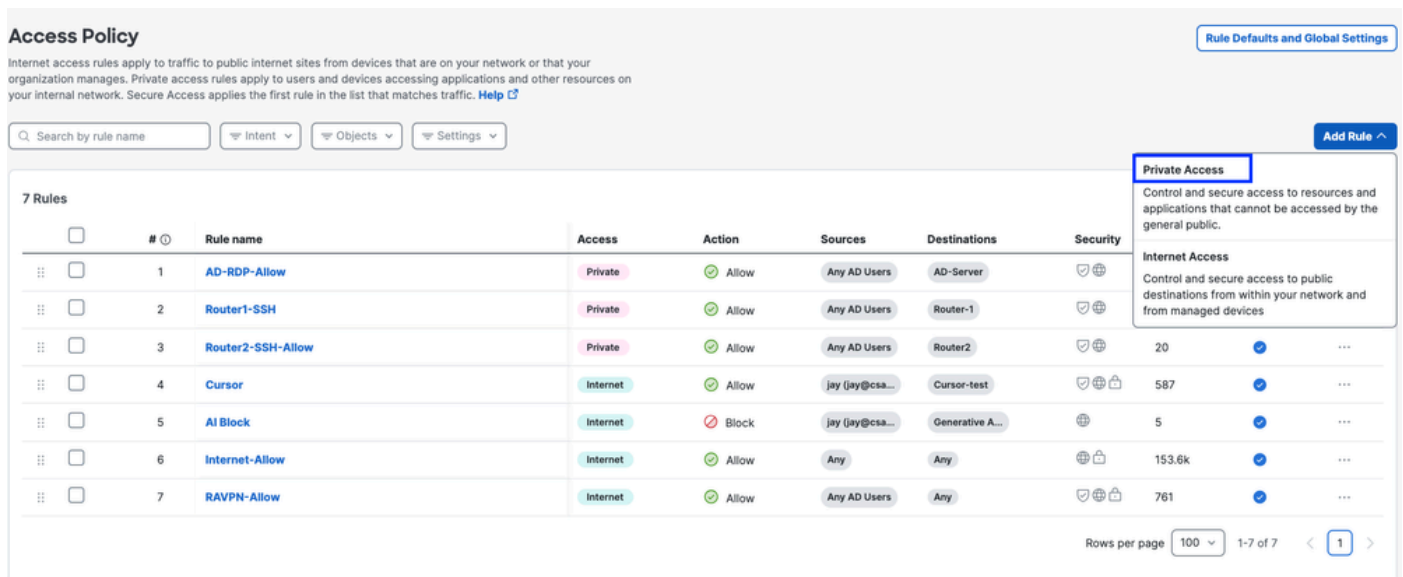 Access Policy
Rule Defaults and Global Settings
Internet access rules apply to traffic to public internet sites from devices that are on your network or that your
organization manages. Private access rules apply to users and devices accessing applications and other resources on
your internal network. Secure Access applies the first rule in the list that matches traffic. Help
Search by rule name Intent Objects Settings Add Rule
Private Access
Control and secure access to resources and
applications that cannot be accessed by the
general public.
Internet Access
Control and secure access to public
destinations from within your network and
from managed devices
7 Rules
# Rule name Access Action Sources Destinations Security
1 AD-RDP-Allow Private Allow Any AD Users AD-Server
2 Router1-SSH Private Allow Any AD Users Router-1
3 Router2-SSH-Allow Private Allow Any AD Users Router2 20 ...
4 Cursor Internet Allow jay (jay@csa... Cursor-test 587 ...
5 AI Block Internet Block jay (jay@csa... Generative A... 5 ...
6 Internet-Allow Internet Allow Any Any 153.6k ...
7 RAVPN-Allow Internet Allow Any AD Users Any 761 ...
Rows per page 100 1-7 of 7 < 1 >